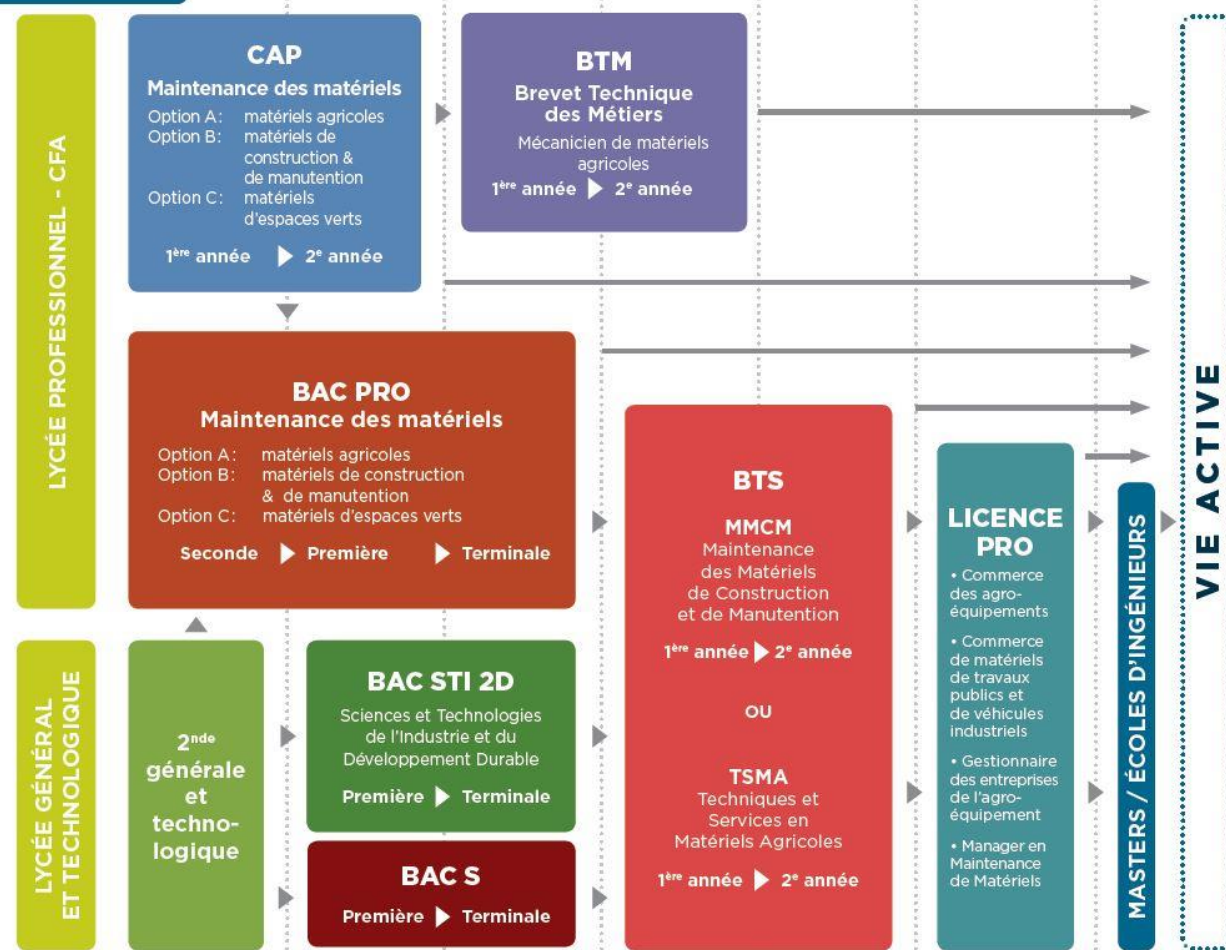 LYCÉE PROFESSIONNEL - CFA
CAP
Maintenance des matériels
Option A : matériels agricoles
Option B : matériels de
construction &
de manutention
Option C : matériels
d'espaces verts
1ère année 2e année
BTM
Brevet Technique
des Métiers
Mécanicien de matériels
agricoles
1ère année 2e année
BAC PRO
Maintenance des matériels
Option A : matériels agricoles
Option B : matériels de construction
& de manutention
Option C : matériels d'espaces verts
Seconde Première Terminale
LYCÉE GÉNÉRAL
ET TECHNOLOGIQUE
2nde
générale
et
techno-
logique
BAC STI 2D
Sciences et Technologies
de l'Industrie et du
Développement Durable
Première Terminale
BAC S
Première Terminale
BTS
MMCM
Maintenance
des Matériels
de Construction
et de Manutention
1ère année 2e année
OU
TSMA
Techniques et
Services en
Matériels Agricoles
1ère année 2e année
LICENCE
PRO
• Commerce
des agro-
équipements
• Commerce
de matériels
de travaux
publics et
de véhicules
industriels
• Gestionnaire
des entreprises
de l'agro-
équipement
• Manager en
Maintenance
de Matériels
MASTERS / ÉCOLES D'INGÉNIEURS
VIE ACTIVE